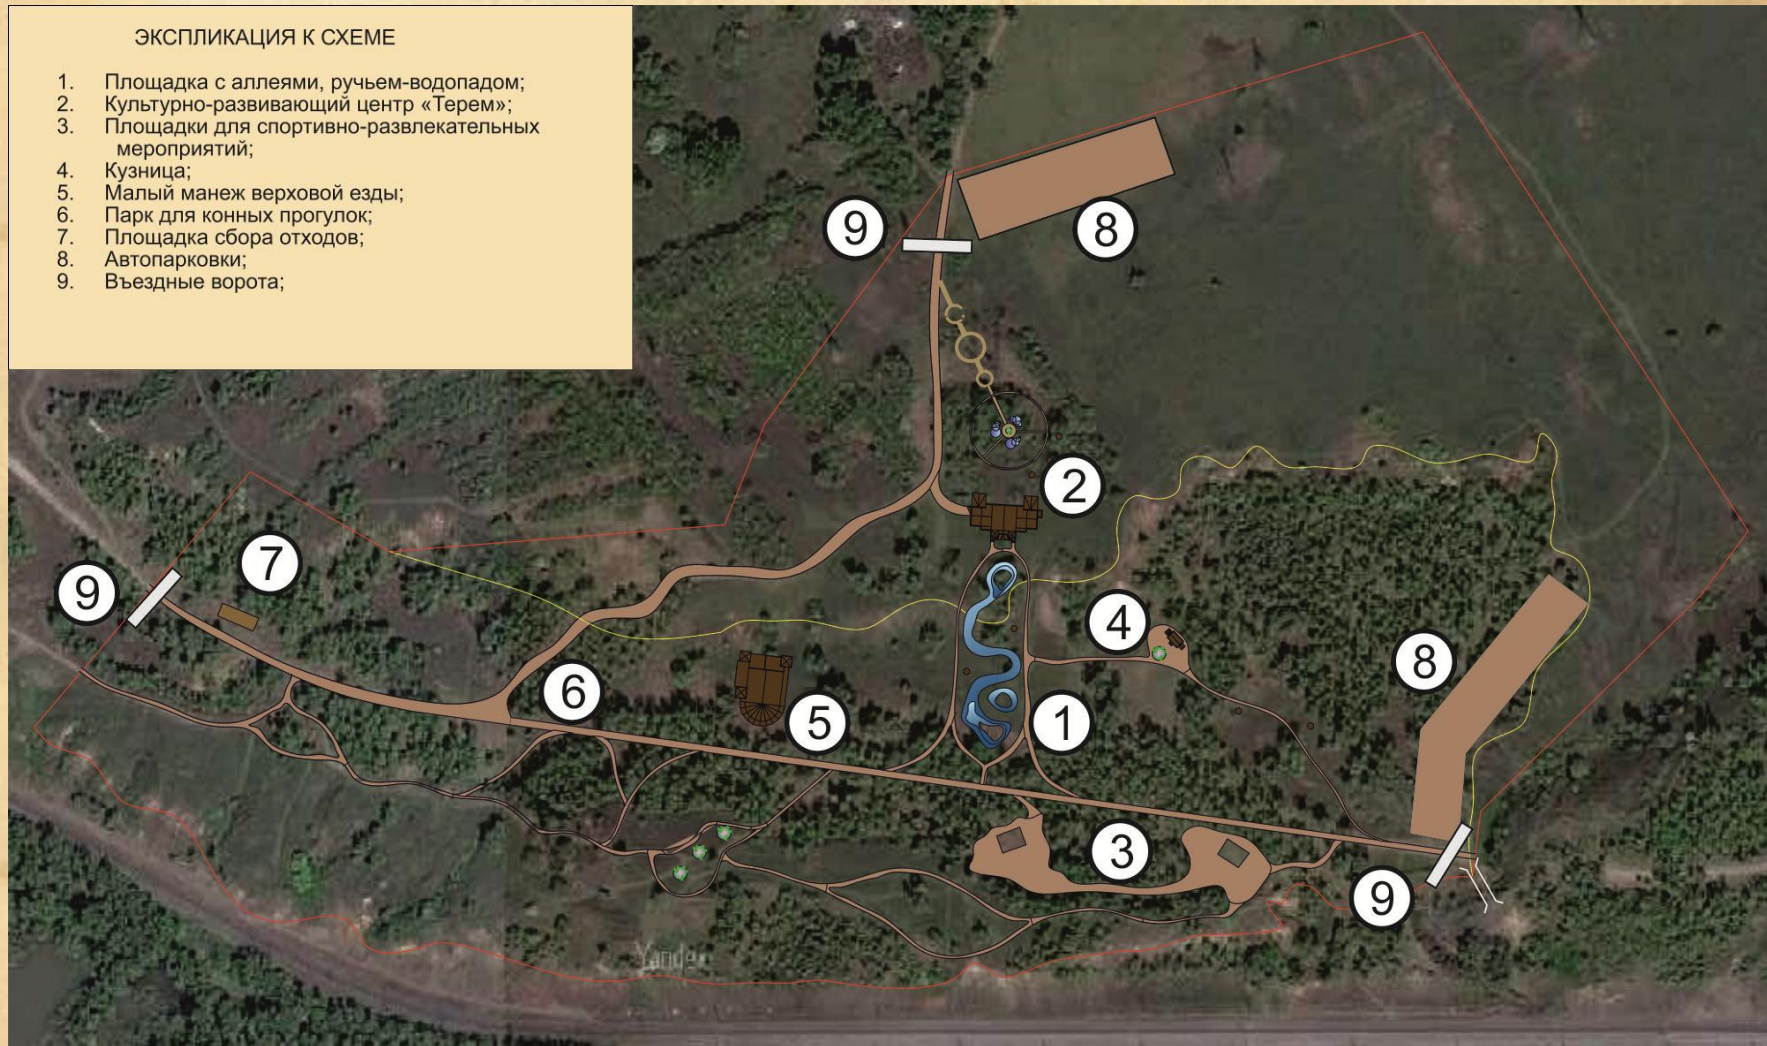 ЭКСПЛИКАЦИЯ К СХЕМЕ
1. Площадка с аллеями, ручьем-водопадом;
2. Культурно-развивающий центр «Терем»;
3. Площадки для спортивно-развлекательных
мероприятий;
4. Кузница;
5. Малый манеж верховой езды;
6. Парк для конных прогулок;
7. Площадка сбора отходов;
8. Автопарковки;
9. Въездные ворота;
9
8
2
7
9
4
8
6
5
1
3
9
Yandex